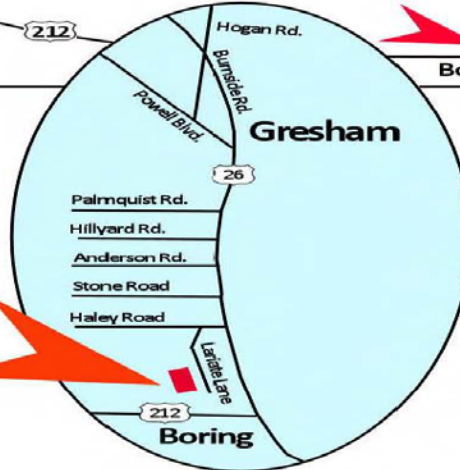 212
Hogan Rd.
Burnside Rd.
Powell Blvd.
Gresham
26
Palmquist Rd.
Hillyard Rd.
Anderson Rd.
Stone Road
Haley Road
Lariate Lane
212
Boring
Bo